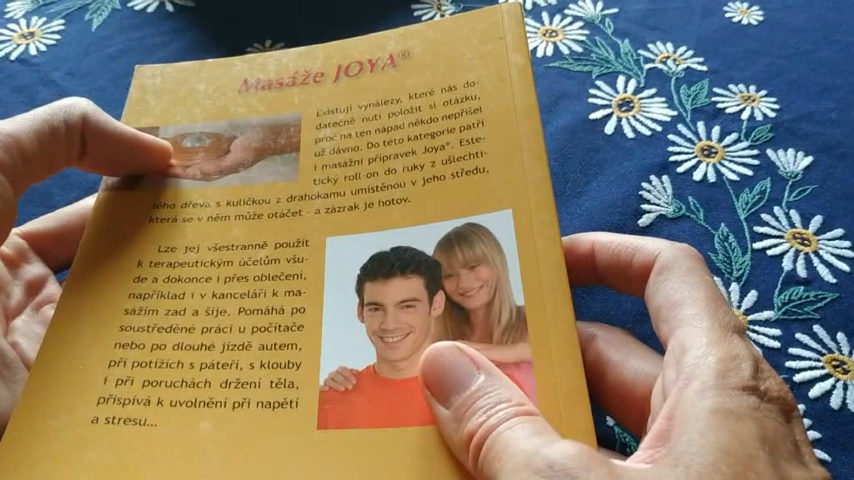 Masáže JOYA®
Existují vynálezy, které nás do-
datečně nutí položit si otázku,
proč na ten nápad někdo nepřišel
už dávno. Do této kategorie patří
i masážní přípravek Joya®. Este-
tický roll-on do ruky z ušlechti-
lého dřeva s kuličkou z drahokamu umístěnou v jeho středu,
která se v něm může otáčet - a zázrak je hotov.
Lze jej všestranně použít
k terapeutickým účelům všu-
de a dokonce i přes oblečení,
například i v kanceláři k ma-
sážím zad a šíje. Pomáhá po
soustředěné práci u počítače
nebo po dlouhé jízdě autem,
při potížích s páteří, s klouby
i při poruchách držení těla,
přispívá k uvolnění při napětí
a stresu...